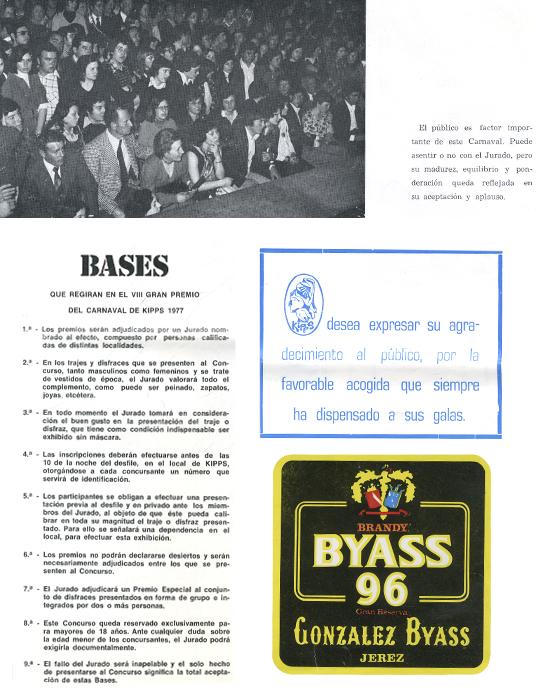 El público es factor impor-
tante de este Carnaval. Puede
asentir o no con el Jurado, pero
su madurez, equilibrio y pon-
deración queda reflejada en
su aceptación y aplauso.
BASES
QUE REGIRAN EN EL VIII GRAN PREMIO
DEL CARNAVAL DE KIPPS 1977
1.ª - Los premios serán adjudicados por un Jurado nom-
brado al efecto, compuesto por personas califica-
das de distintas localidades.
2.ª - En los trajes y disfraces que se presenten al Con-
curso, tanto masculinos como femeninos y se trate
de vestidos de época, el Jurado valorará todo el
complemento, como puede ser peinado, zapatos,
joyas, etcétera.
3.ª - En todo momento el Jurado tomará en considera-
ción el buen gusto en la presentación del traje o
disfraz, que tiene como condición indispensable ser
exhibido sin máscara.
4.ª - Las inscripciones deberán efectuarse antes de las
10 de la noche del desfile, en el local de KIPPS,
otorgándose a cada concursante un número que
servirá de identificación.
5.ª - Los participantes se obligan a efectuar una presen-
tación previa al desfile y en privado ante los miem-
bros del Jurado, al objeto de que éste pueda cali-
brar en toda su magnitud el traje o disfraz presen-
tado. Para ello se señalará una dependencia en el
local, para efectuar esta exhibición.
6.ª - Los premios no podrán declararse desiertos y serán
necesariamente adjudicados entre los que se pre-
senten al Concurso.
7.ª - El Jurado adjudicará un Premio Especial al conjun-
to de disfraces presentados en forma de grupo e in-
tegrados por dos o más personas.
8.ª - Este Concurso queda reservado exclusivamente pa-
ra mayores de 18 años. Ante cualquier duda sobre
la edad menor de los concursantes, el Jurado podrá
exigirla documentalmente.
9.ª - El fallo del Jurado será inapelable y el solo hecho
de presentarse al Concurso significa la total acepta-
ción de estas Bases.
KIPPS
desea expresar su agra-
decimiento al público, por la
favorable acogida que siempre
ha dispensado a sus galas.
BRANDY
BYASS
96
Gran Reserva
GONZALEZ BYASS
JEREZ